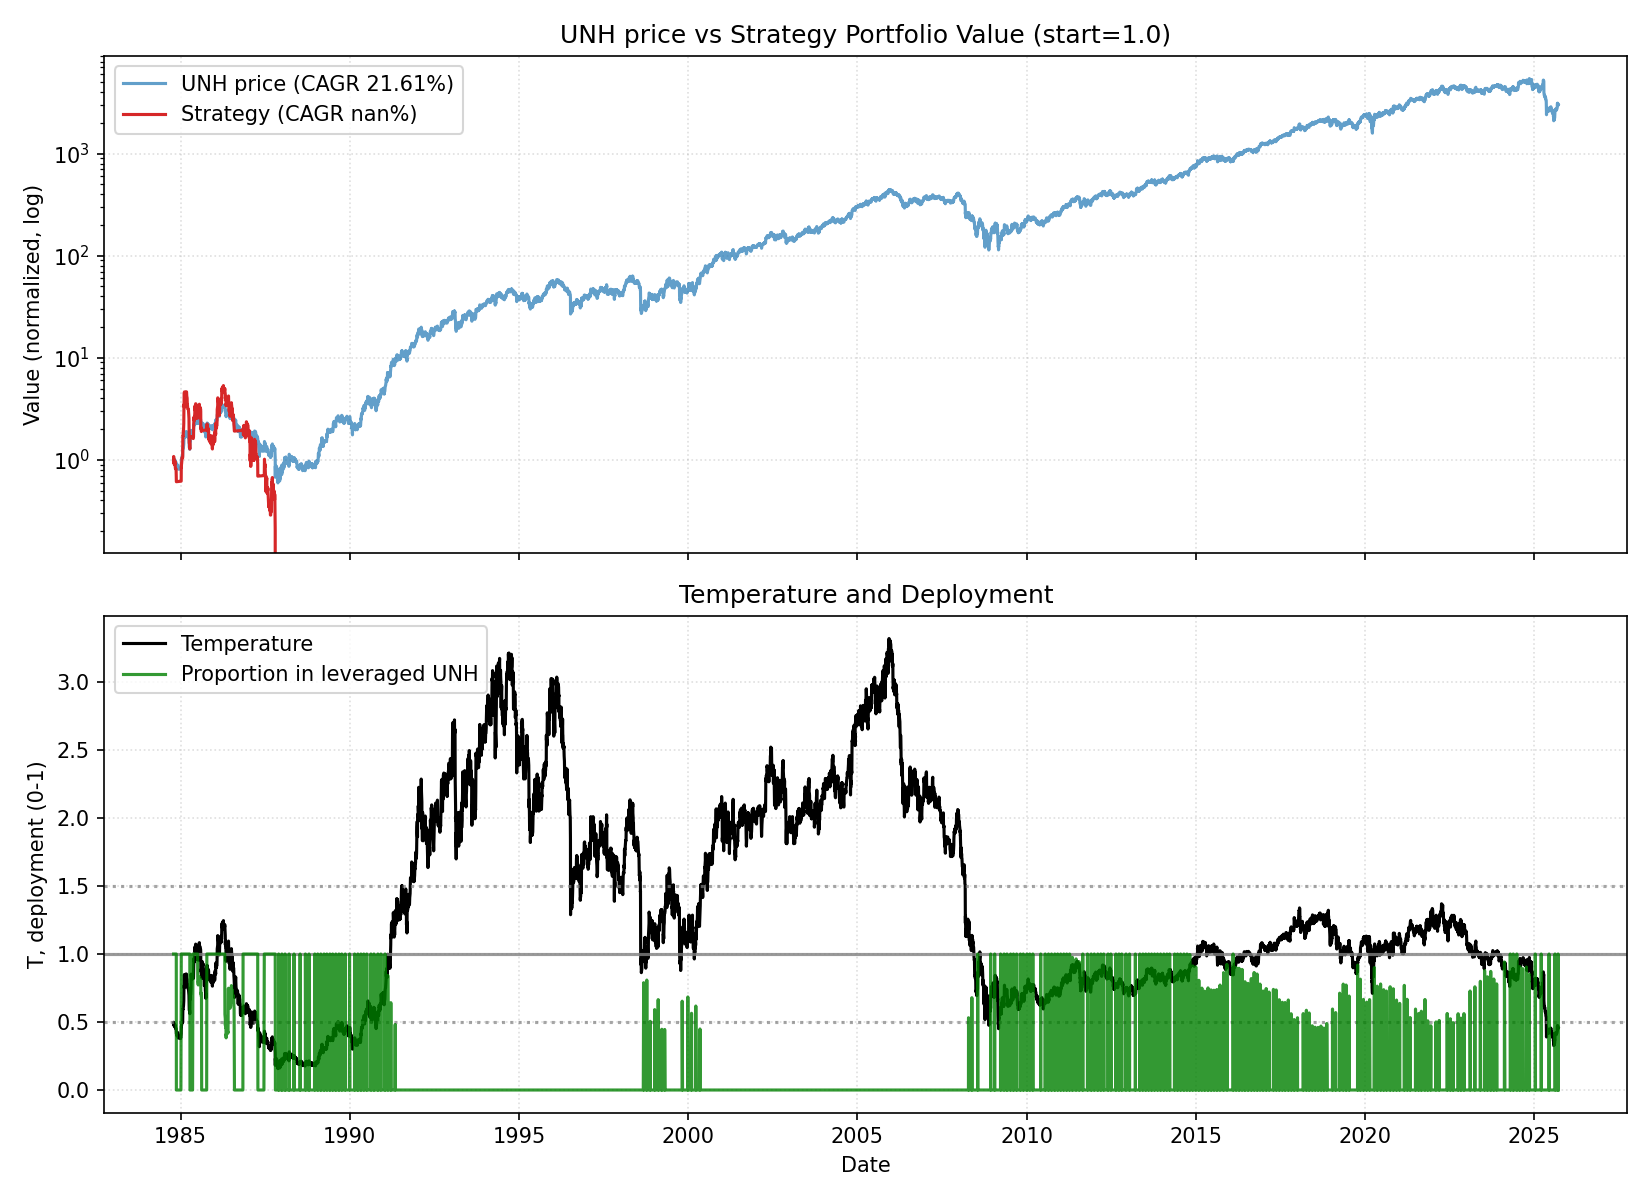 UNH price vs Strategy Portfolio Value (start=1.0)
UNH price (CAGR 21.61%)
Strategy (CAGR nan%)
Value (normalized, log)
10³
10²
10¹
10⁰
Temperature and Deployment
Temperature
Proportion in leveraged UNH
T, deployment (0-1)
3.0
2.5
2.0
1.5
1.0
0.5
0.0
1985 1990 1995 2000 2005 2010 2015 2020 2025
Date